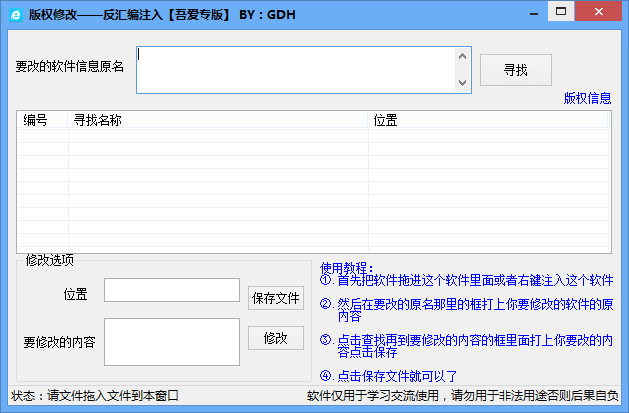 版权修改——反汇编注入【吾爱专版】 BY：GDH
要改的软件信息原名
寻找
版权信息
编号 寻找名称 位置
修改选项
位置
保存文件
要修改的内容
修改
使用教程：
①. 首先把软件拖进这个软件里面或者右键注入这个软件
②. 然后在要改的原名那里的框打上你要修改的软件的原
内容
③. 点击查找再到要修改的内容的框里面打上你要改的内
容点击保存
④. 点击保存文件就可以了
状态：请文件拖入文件到本窗口
软件仅用于学习交流使用，请勿用于非法用途否则后果自负